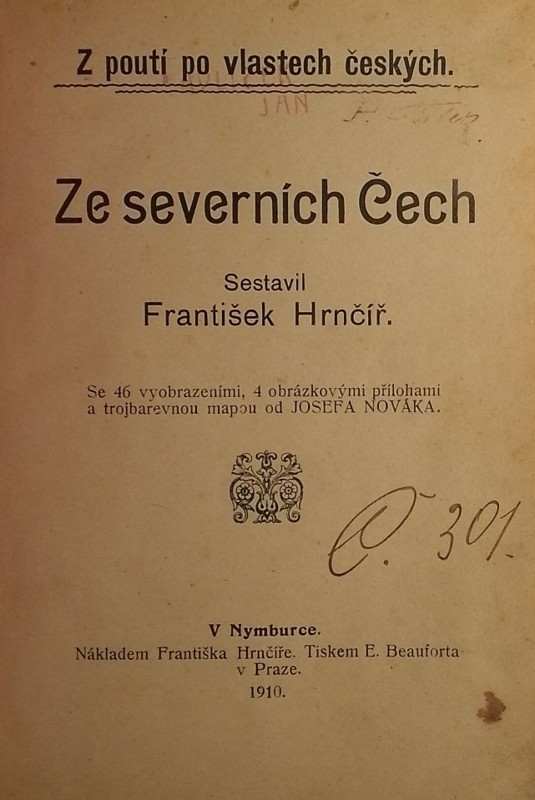 Z poutí po vlastech českých.
JAN
Ze severních Čech
Sestavil
František Hrnčíř.
Se 46 vyobrazeními, 4 obrázkovými přílohami
a trojbarevnou mapou od JOSEFA NOVÁKA.
Č. 301.
V Nymburce.
Nákladem Františka Hrnčíře. Tiskem E. Beauforta
v Praze.
1910.